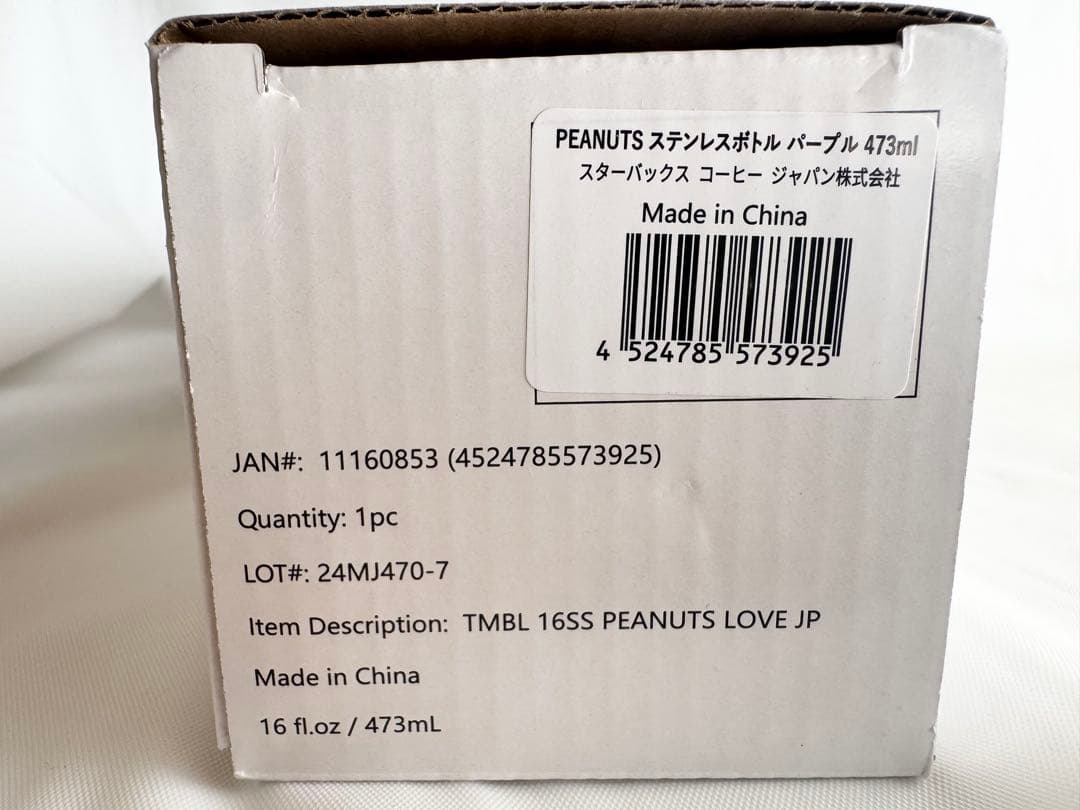 PEANUTS ステンレスボトル パープル 473ml
スターバックス コーヒー ジャパン株式会社
Made in China
4 524785 573925
JAN#: 11160853 (4524785573925)
Quantity: 1pc
LOT#: 24MJ470-7
Item Description: TMBL 16SS PEANUTS LOVE JP
Made in China
16 fl.oz / 473mL